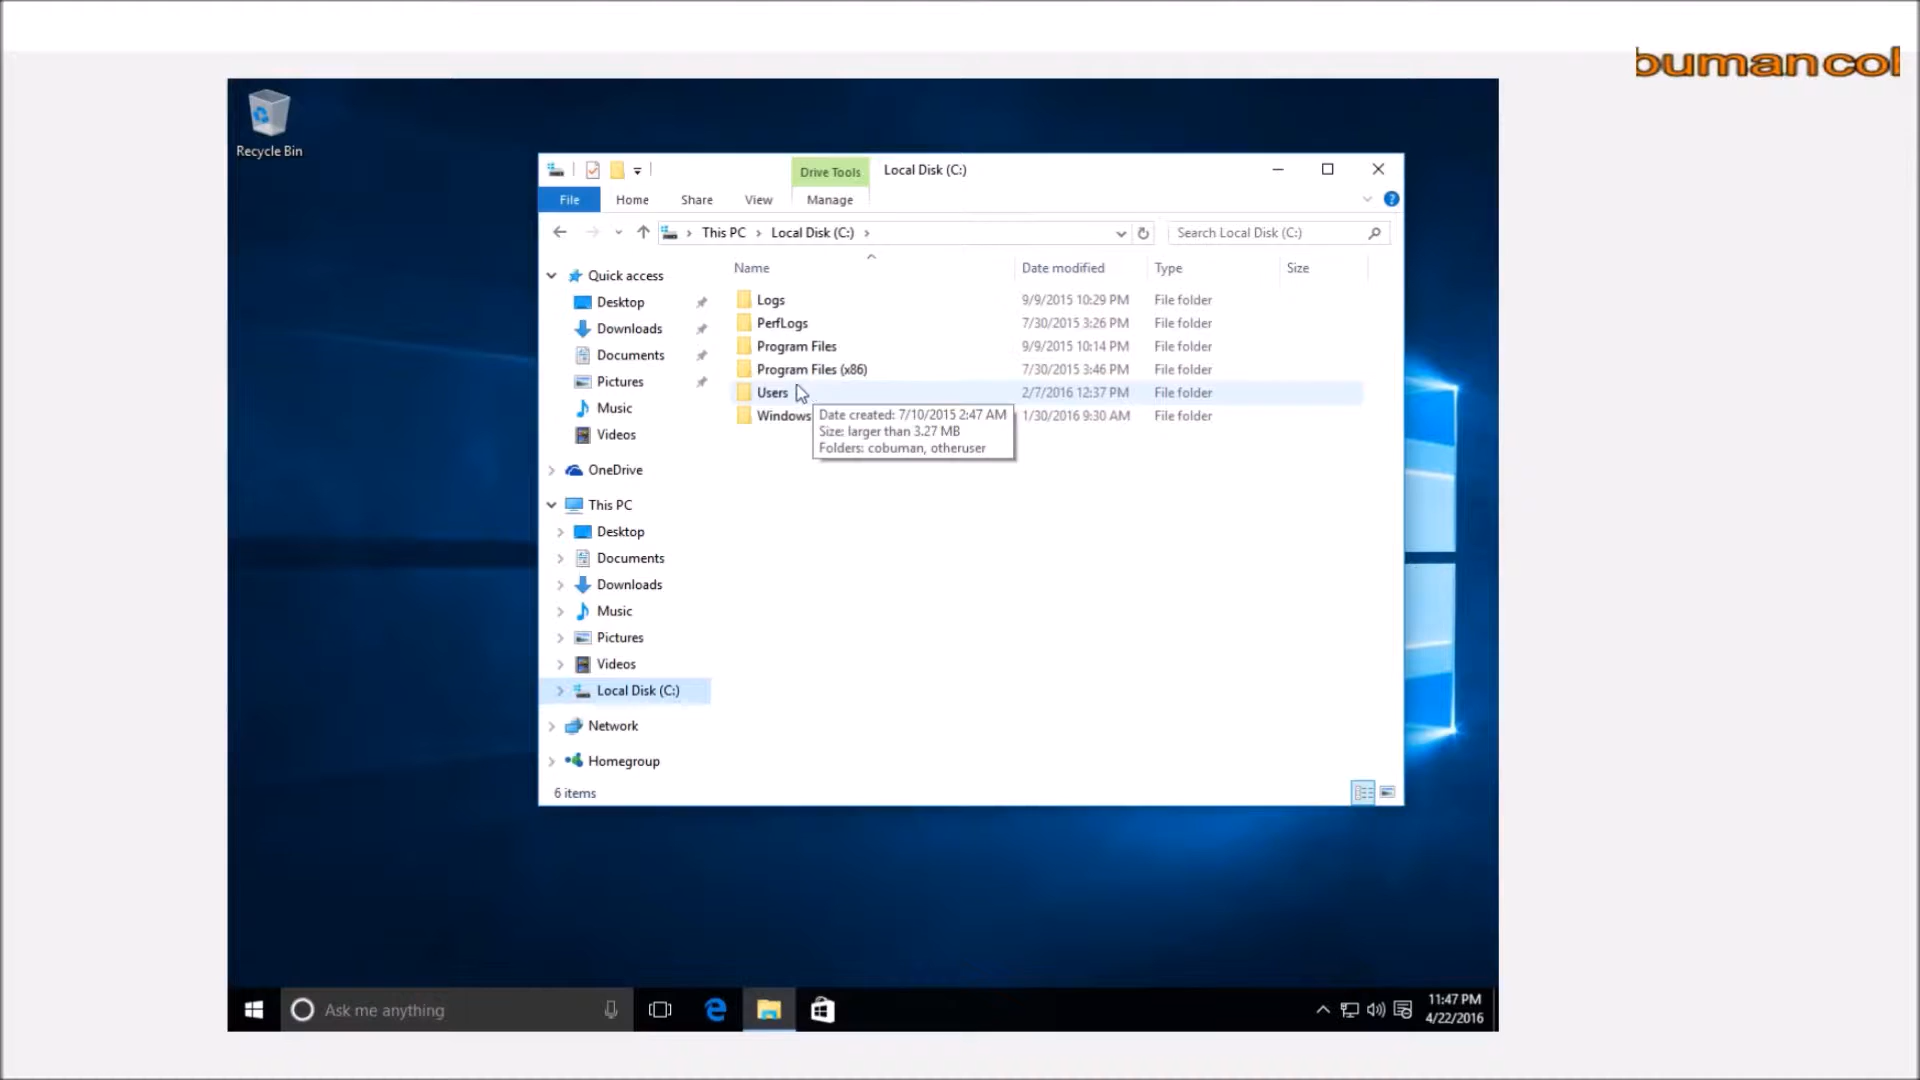 bumancol
Recycle Bin
Drive Tools
Local Disk (C:)
File
Home
Share
View
Manage
This PC
Local Disk (C:)
Search Local Disk (C:)
Name
Date modified
Type
Size
Quick access
Desktop
Downloads
Documents
Pictures
Music
Videos
OneDrive
This PC
Desktop
Documents
Downloads
Music
Pictures
Videos
Local Disk (C:)
Network
Homegroup
Logs 9/9/2015 10:29 PM File folder
PerfLogs 7/30/2015 3:26 PM File folder
Program Files 9/9/2015 10:14 PM File folder
Program Files (x86) 7/30/2015 3:46 PM File folder
Users 2/7/2016 12:37 PM File folder
Windows 1/30/2016 9:30 AM File folder
Date created: 7/10/2015 2:47 AM
Size: larger than 3.27 MB
Folders: cobuman, otheruser
6 items
Ask me anything
11:47 PM
4/22/2016